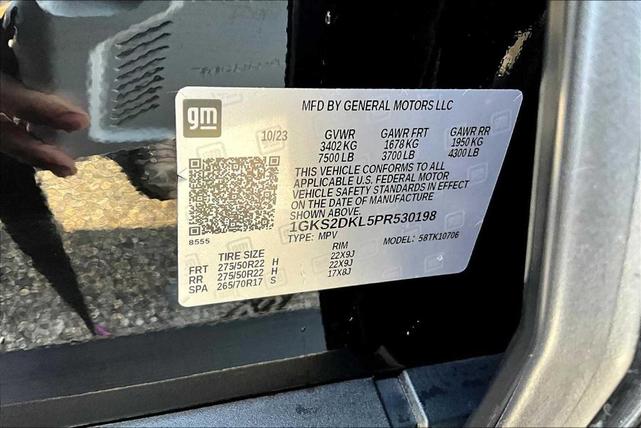 gm
MFD BY GENERAL MOTORS LLC
10/23 GVWR GAWR FRT GAWR RR
3402 KG 1678 KG 1950 KG
7500 LB 3700 LB 4300 LB
THIS VEHICLE CONFORMS TO ALL
APPLICABLE U.S. FEDERAL MOTOR
VEHICLE SAFETY STANDARDS IN EFFECT
ON THE DATE OF MANUFACTURE
SHOWN ABOVE.
1GKS2DKL5PR530198
8555 TYPE: MPV MODEL: 58TK10706
TIRE SIZE RIM
FRT 275/50R22 H 22X9J
RR 275/50R22 H 22X9J
SPA 265/70R17 S 17X8J